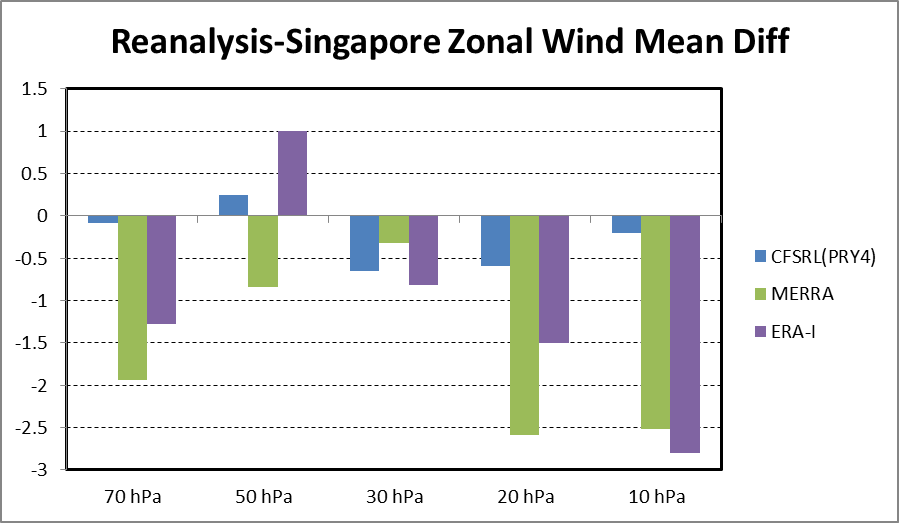 Reanalysis-Singapore Zonal Wind Mean Diff
1.5
1
0.5
0
-0.5
-1
-1.5
-2
-2.5
-3
70 hPa 50 hPa 30 hPa 20 hPa 10 hPa
CFSRL(PRY4)
MERRA
ERA-I